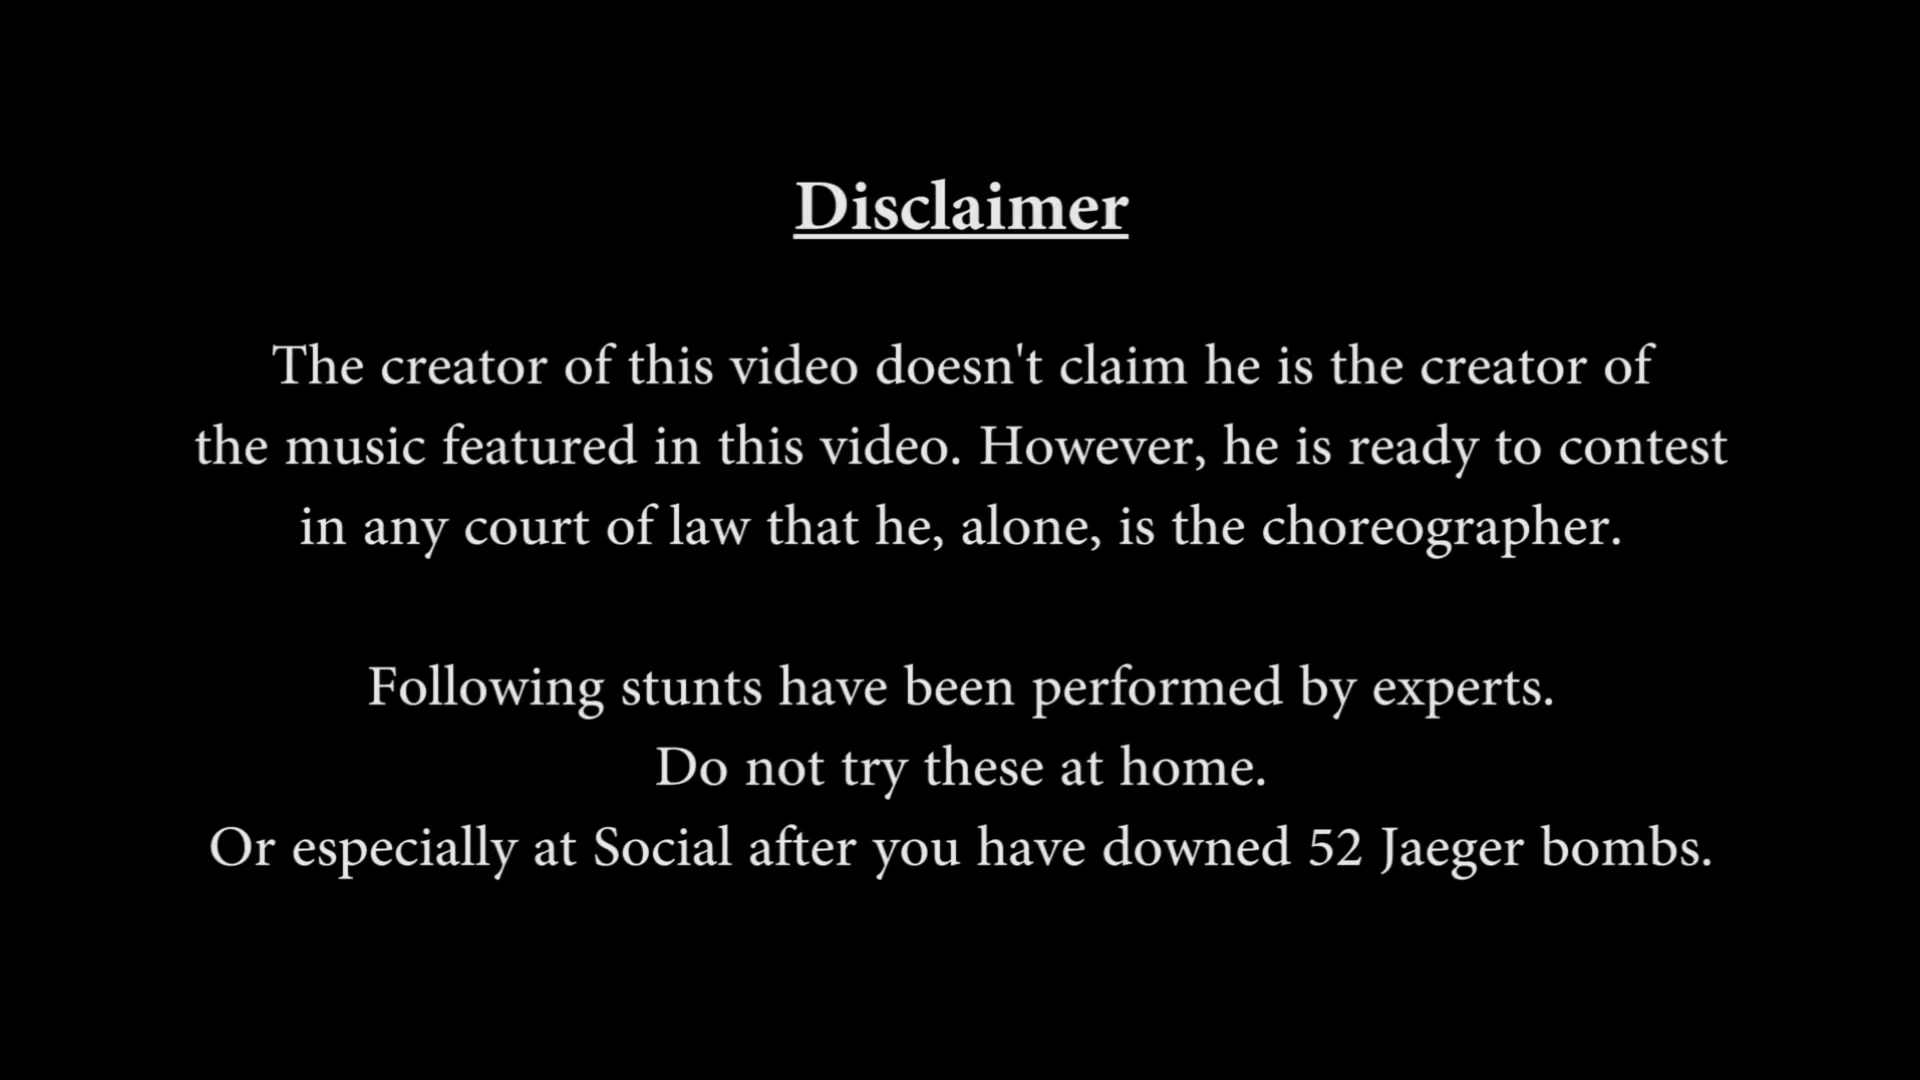 Disclaimer
The creator of this video doesn't claim he is the creator of
the music featured in this video. However, he is ready to contest
in any court of law that he, alone, is the choreographer.
Following stunts have been performed by experts.
Do not try these at home.
Or especially at Social after you have downed 52 Jaeger bombs.